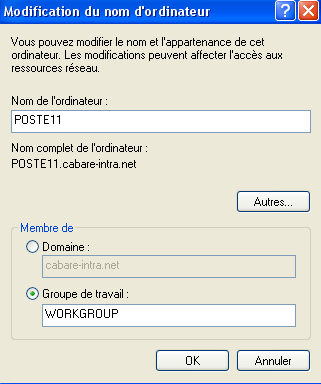 Modification du nom d'ordinateur
Vous pouvez modifier le nom et l'appartenance de cet
ordinateur. Les modifications peuvent affecter l'accès aux
ressources réseau.
Nom de l'ordinateur :
POSTE11
Nom complet de l'ordinateur :
POSTE11.cabare-intra.net
Autres...
Membre de
Domaine :
cabare-intra.net
Groupe de travail :
WORKGROUP
OK
Annuler